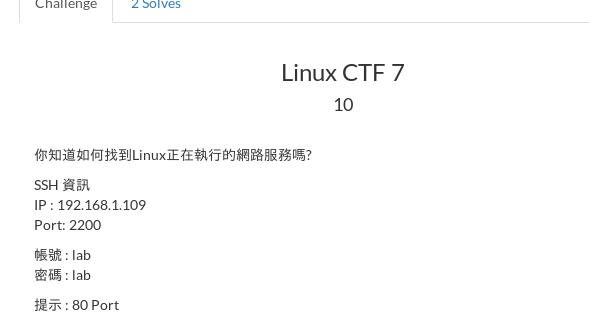 Challenge
2 Solves
Linux CTF 7
10
你知道如何找到Linux正在執行的網路服務嗎?
SSH 資訊
IP : 192.168.1.109
Port: 2200
帳號 : lab
密碼 : lab
提示 : 80 Port